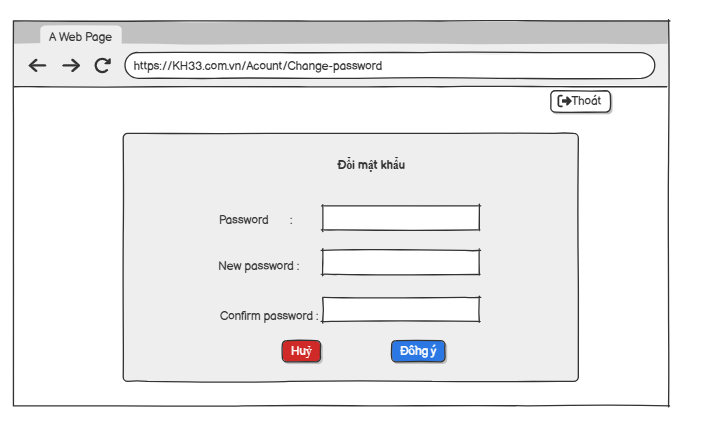 A Web Page
https://KH33.com.vn/Acount/Change-password
Thoát
Đổi mật khẩu
Password :
New password :
Confirm password :
Huỷ Đồng ý